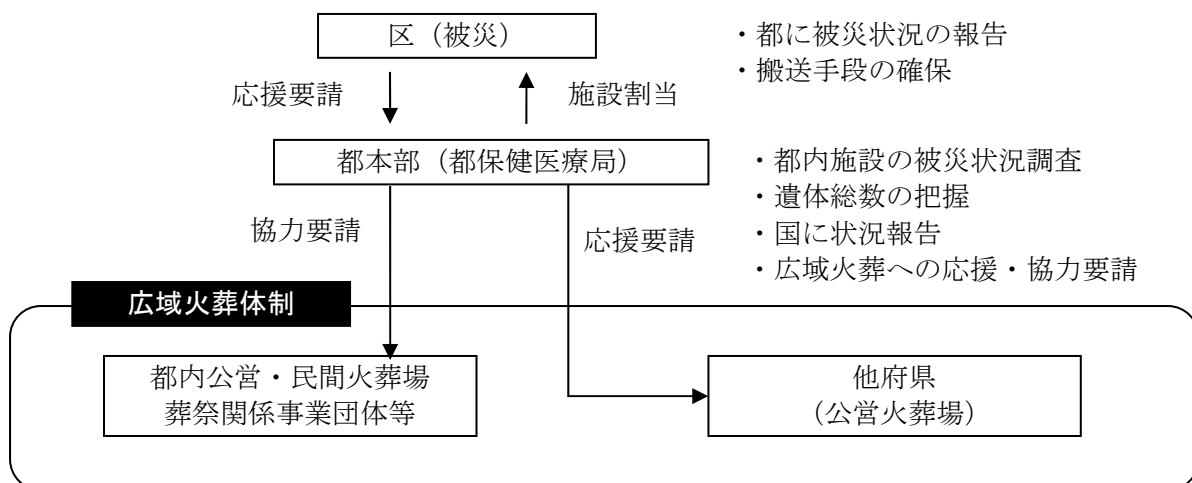 区（被災）
・都に被災状況の報告
・搬送手段の確保
応援要請
施設割当
都本部（都保健医療局）
・都内施設の被災状況調査
・遺体総数の把握
・国に状況報告
・広域火葬への応援・協力要請
協力要請
応援要請
広域火葬体制
都内公営・民間火葬場
葬祭関係事業団体等
他府県
（公営火葬場）